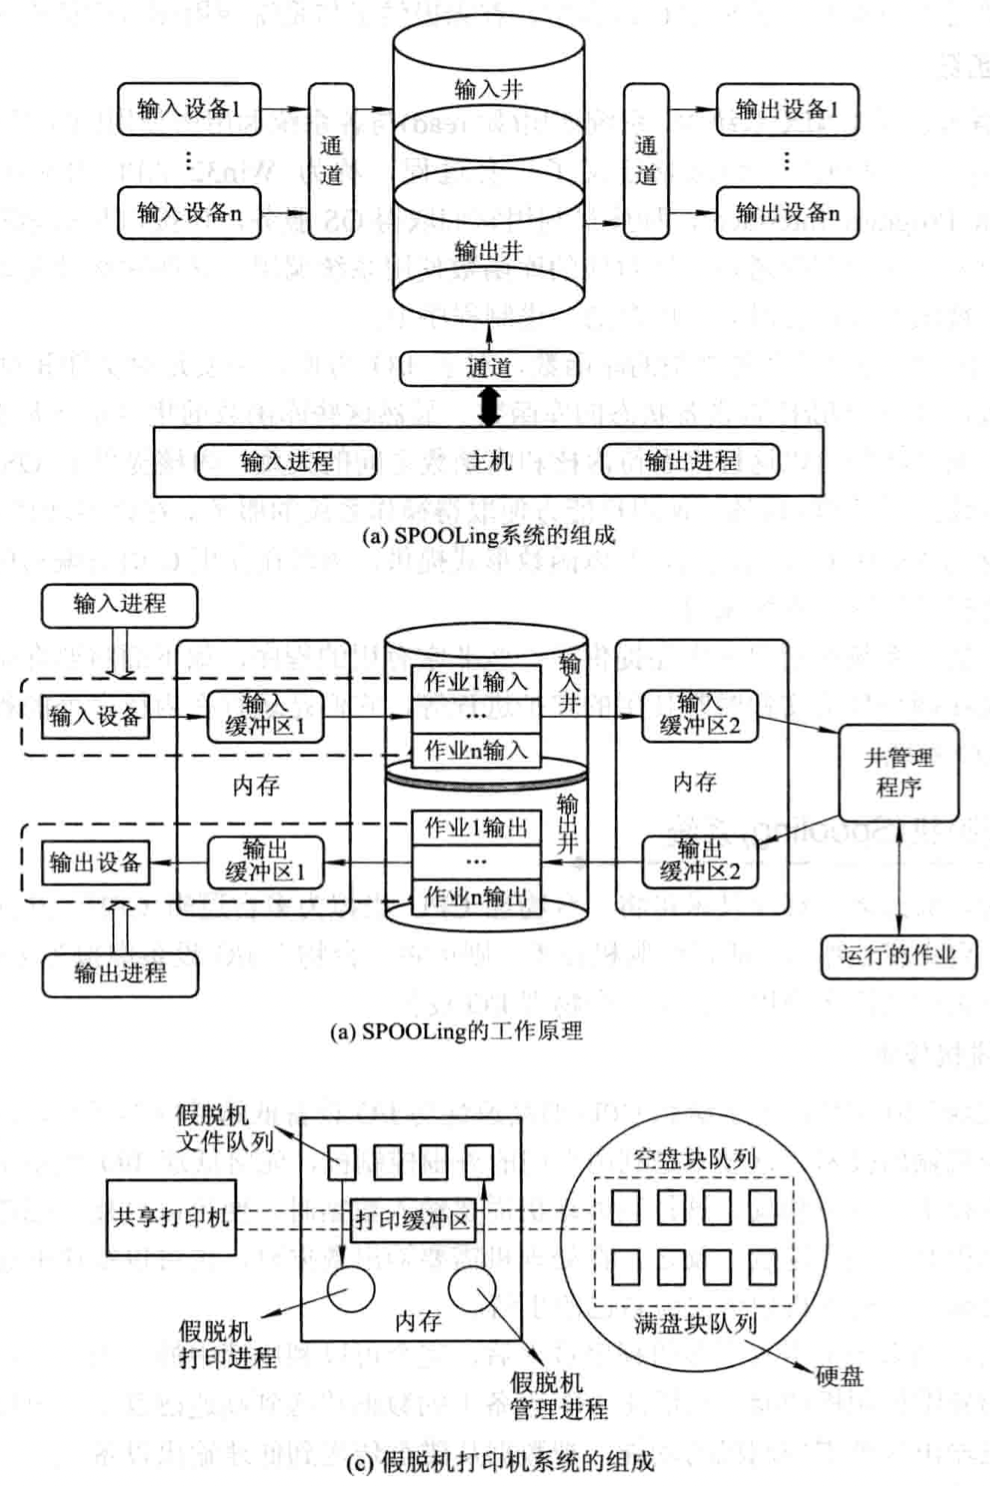 输入设备1
⋮
输入设备n
通道
输入井
输出井
通道
输出设备1
⋮
输出设备n
通道
输入进程
主机
输出进程
(a) SPOOLing系统的组成
输入进程
输入设备
输入
缓冲区1
内存
作业1输入
...
作业n输入
输入井
输入
缓冲区2
内存
井管理
程序
输出设备
输出
缓冲区1
作业1输出
...
作业n输出
输出井
输出
缓冲区2
输出进程
运行的作业
(a) SPOOLing的工作原理
假脱机
文件队列
共享打印机
打印缓冲区
内存
假脱机
打印进程
假脱机
管理进程
空盘块队列
满盘块队列
硬盘
(c) 假脱机打印机系统的组成